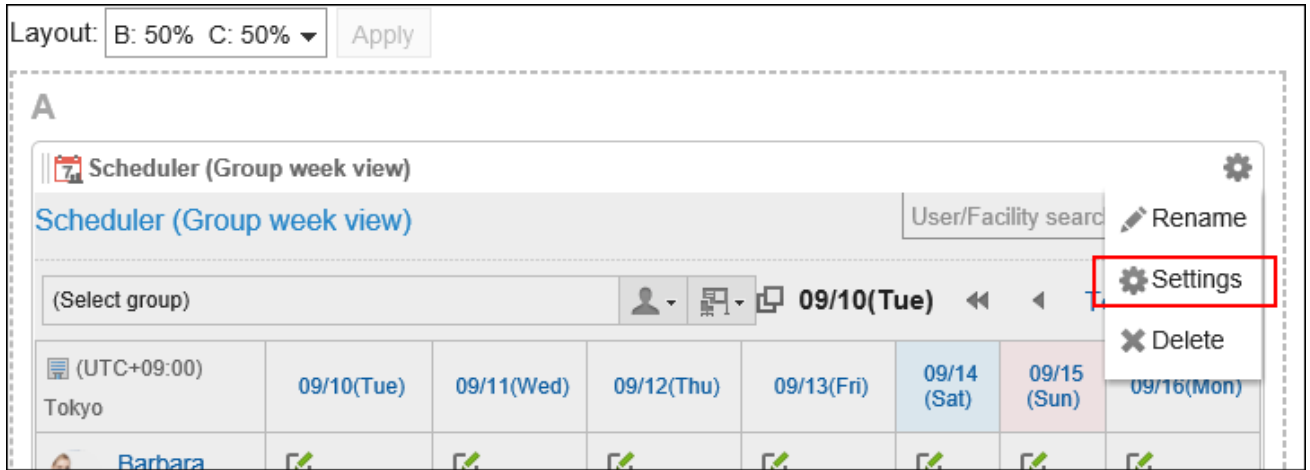 Layout: B: 50% C: 50% Apply
A
7 Scheduler (Group week view)
Scheduler (Group week view) User/Facility searc
Rename
Settings
Delete
(Select group) 09/10(Tue)
(UTC+09:00)
Tokyo
09/10(Tue) 09/11(Wed) 09/12(Thu) 09/13(Fri)
09/14
(Sat)
09/15
(Sun)
09/16(Mon)
Barbara